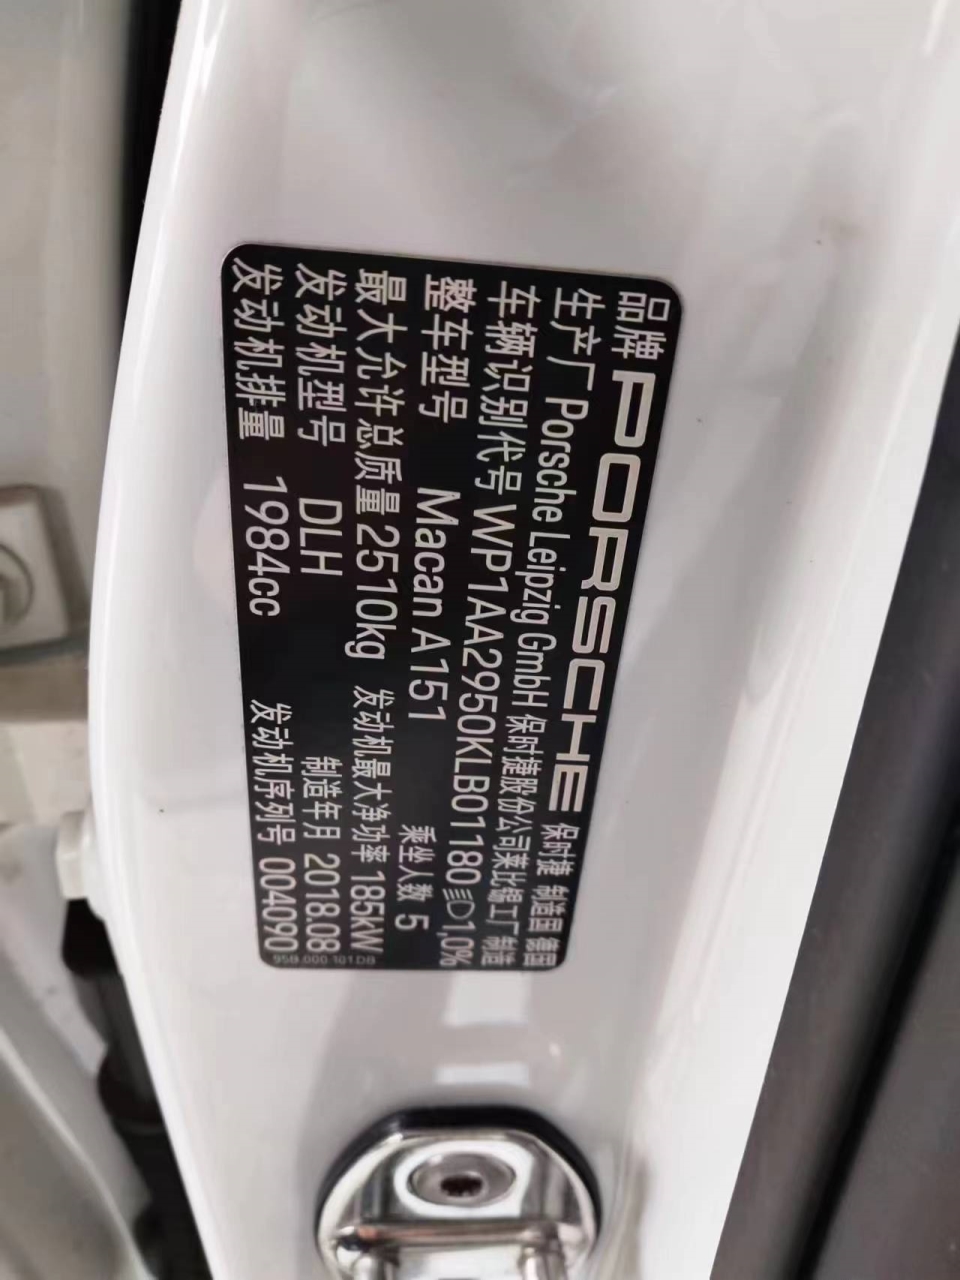 品牌 PORSCHE 保时捷 制造国 德国
生产厂 Porsche Leipzig GmbH 保时捷股份公司莱比锡工厂 制造
车辆识别代号 WP1AA2950KLB01180 1,0%
整车型号 Macan A151 乘坐人数 5
最大允许总质量 2510kg 发动机最大净功率 185kW
发动机型号 DLH 制造年月 2018.08
发动机排量 1984cc 发动机序列号 004090
95B.000.101.DB